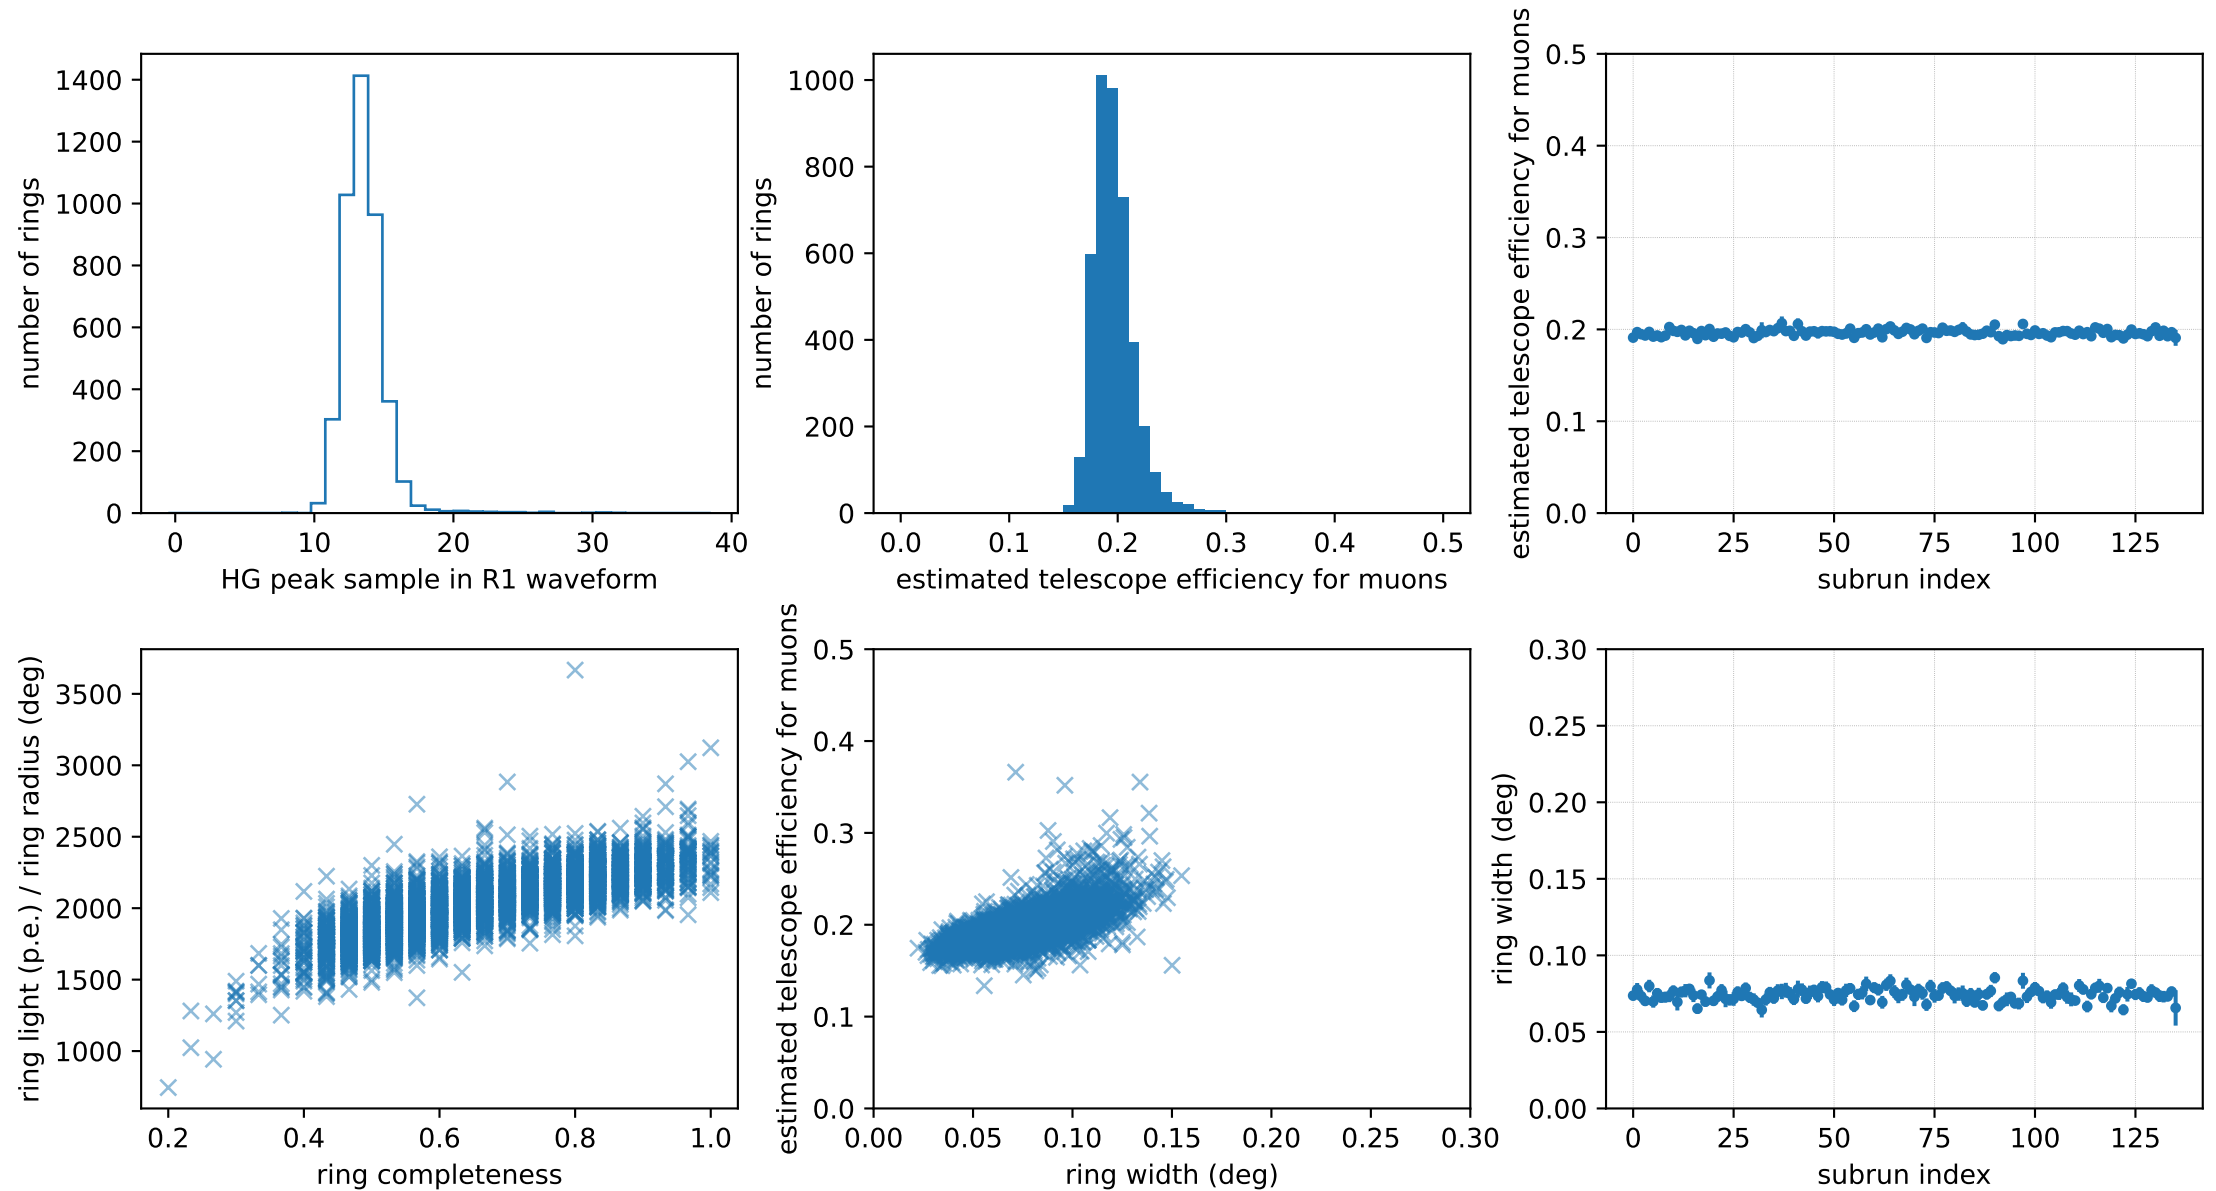 1400
1200
1000
800
600
400
200
0
number of rings
0 10 20 30 40
HG peak sample in R1 waveform
1000
800
600
400
200
0
number of rings
0.0 0.1 0.2 0.3 0.4 0.5
estimated telescope efficiency for muons
0.5
0.4
0.3
0.2
0.1
0.0
estimated telescope efficiency for muons
0 25 50 75 100 125
subrun index
3500
3000
2500
2000
1500
1000
ring light (p.e.) / ring radius (deg)
0.2 0.4 0.6 0.8 1.0
ring completeness
0.5
0.4
0.3
0.2
0.1
0.0
estimated telescope efficiency for muons
0.00 0.05 0.10 0.15 0.20 0.25 0.30
ring width (deg)
0.30
0.25
0.20
0.15
0.10
0.05
0.00
ring width (deg)
0 25 50 75 100 125
subrun index